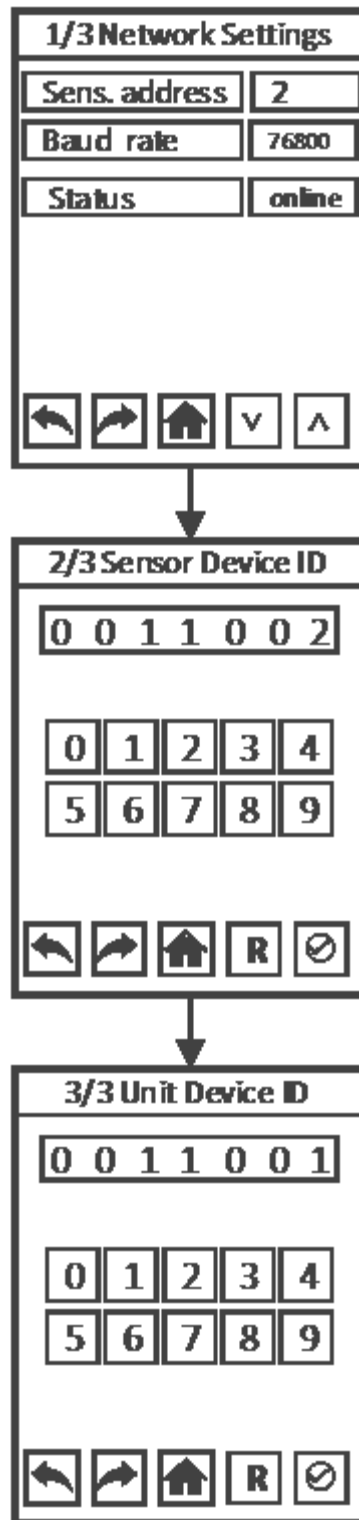 1/3 Network Settings
Sens. address 2
Baud rate 76800
Status online
v ʌ
2/3 Sensor Device ID
0 0 1 1 0 0 2
0 1 2 3 4
5 6 7 8 9
R
3/3 Unit Device ID
0 0 1 1 0 0 1
0 1 2 3 4
5 6 7 8 9
R